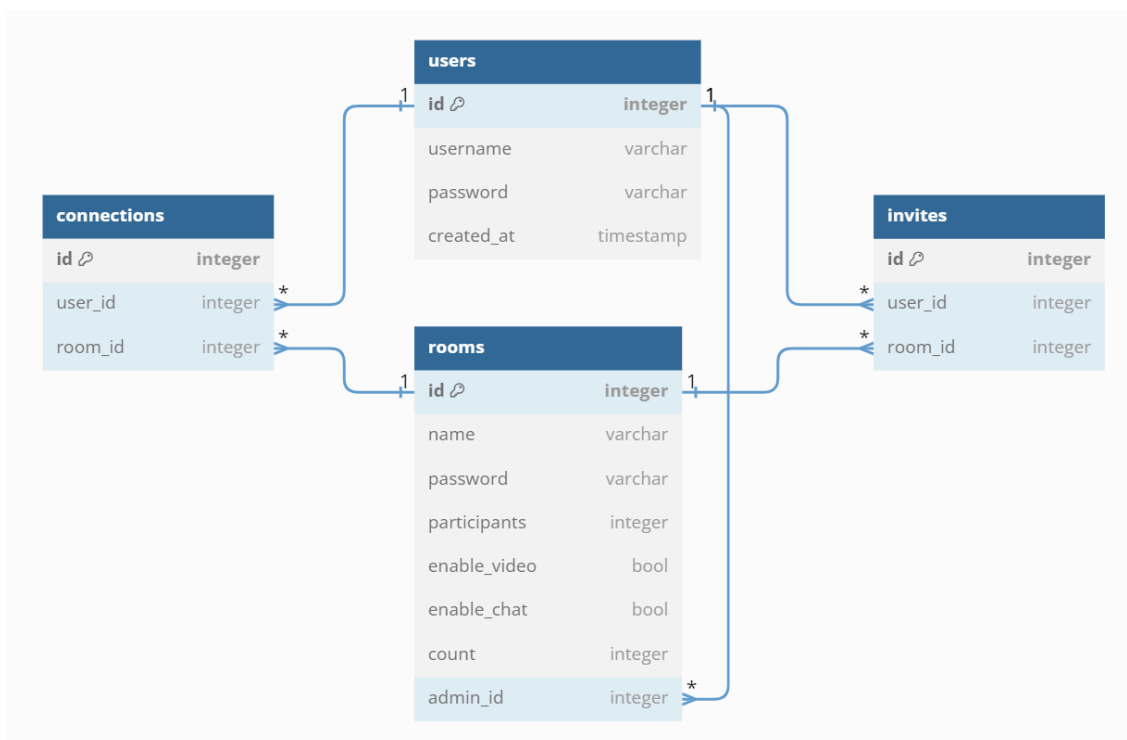 users
1
id integer
1
username varchar
password varchar
created_at timestamp
connections
id integer
user_id integer
*
room_id integer
*
invites
id integer
*
user_id integer
*
room_id integer
rooms
1
id integer
1
name varchar
password varchar
participants integer
enable_video bool
enable_chat bool
count integer
admin_id integer
*